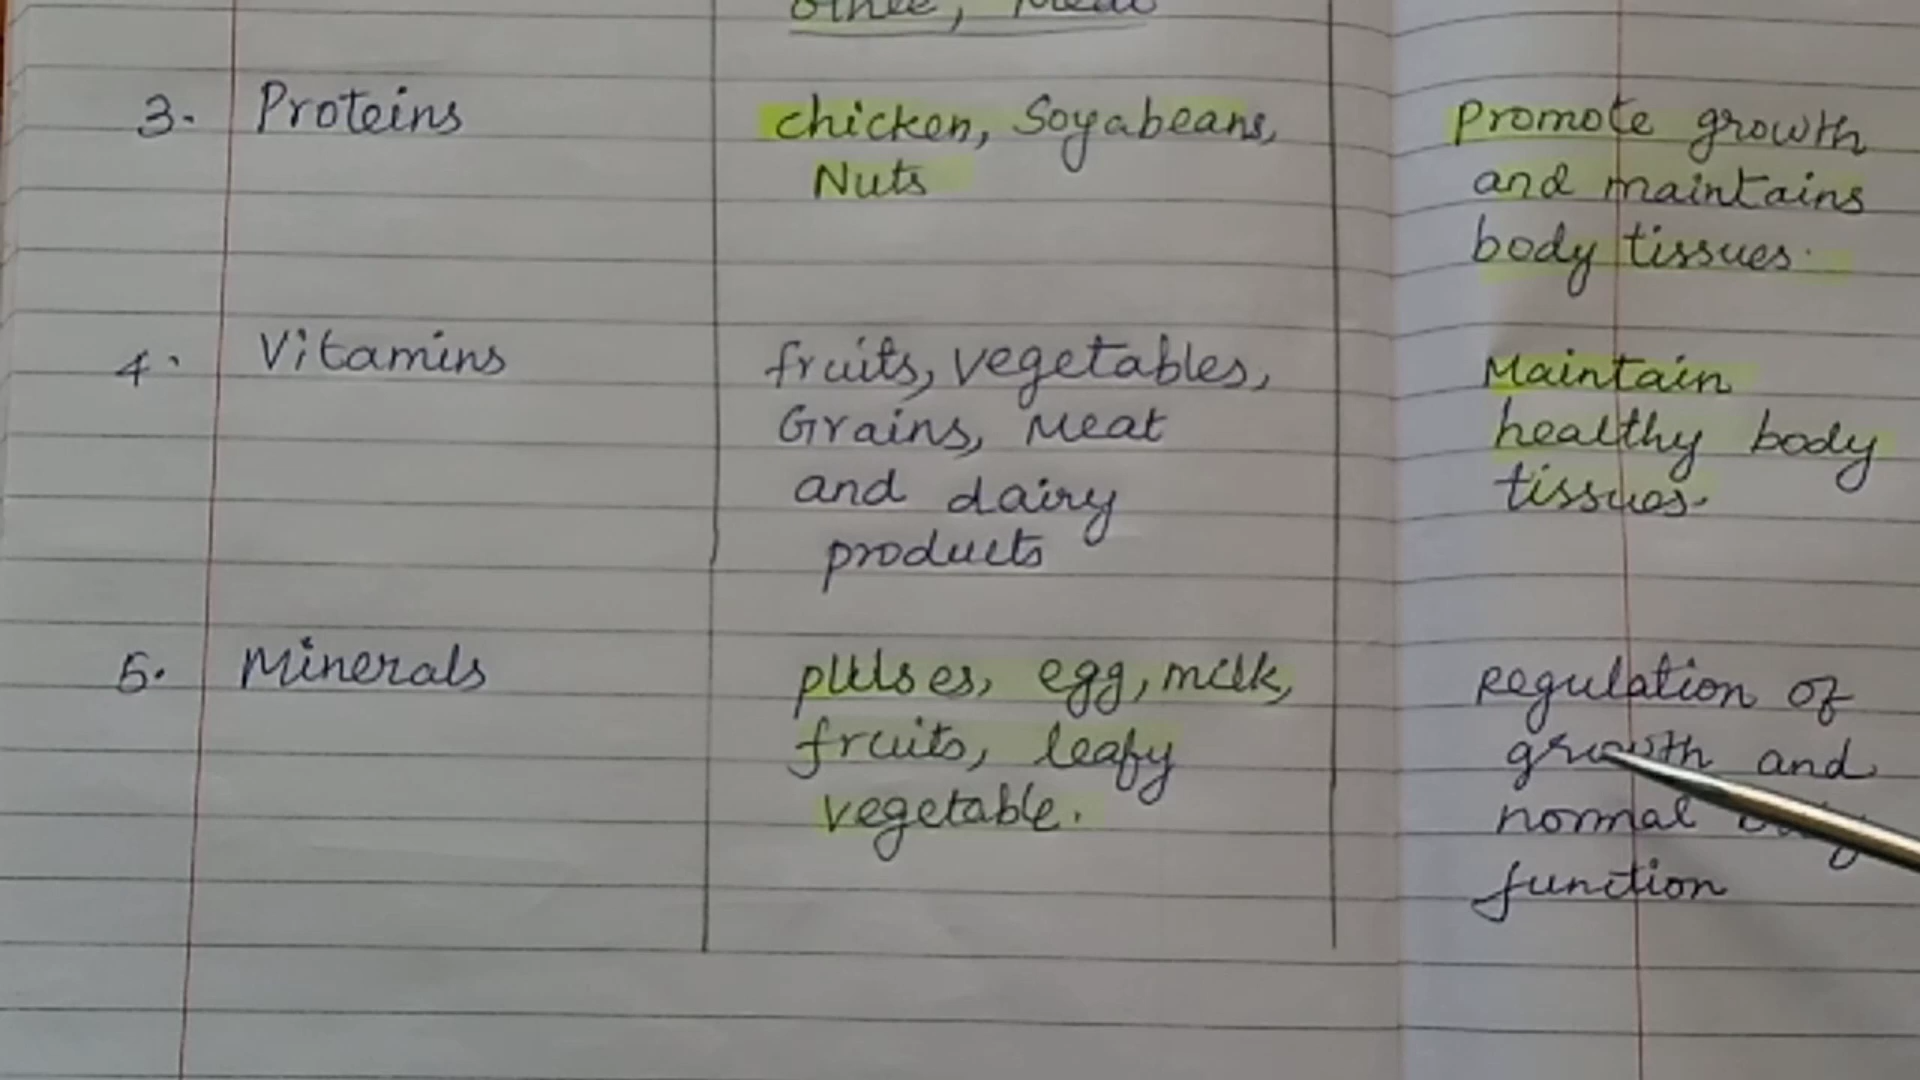 3. Proteins chicken, Soyabeans, promote growth
Nuts and maintains
body tissues.
4. Vitamins fruits, vegetables, Maintain
Grains, Meat healthy body
and dairy tissues.
products
5. Minerals pulses, egg, milk, Regulation of
fruits, leafy growth and
vegetable. normal
function